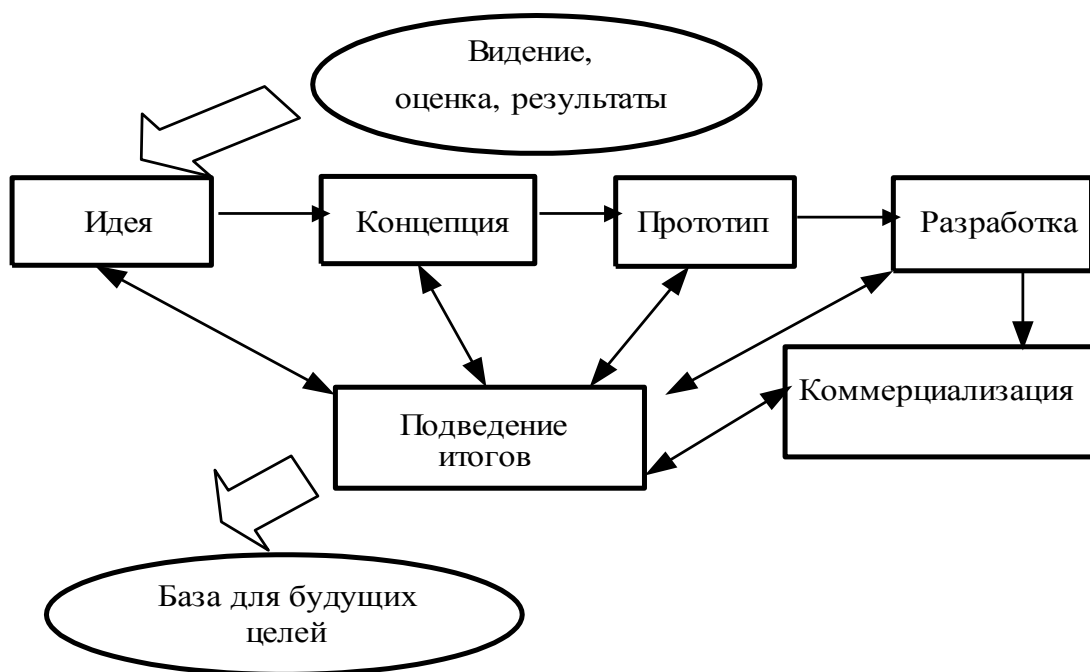 Видение,
оценка, результаты
Идея
Концепция
Прототип
Разработка
Коммерциализация
Подведение
итогов
База для будущих
целей